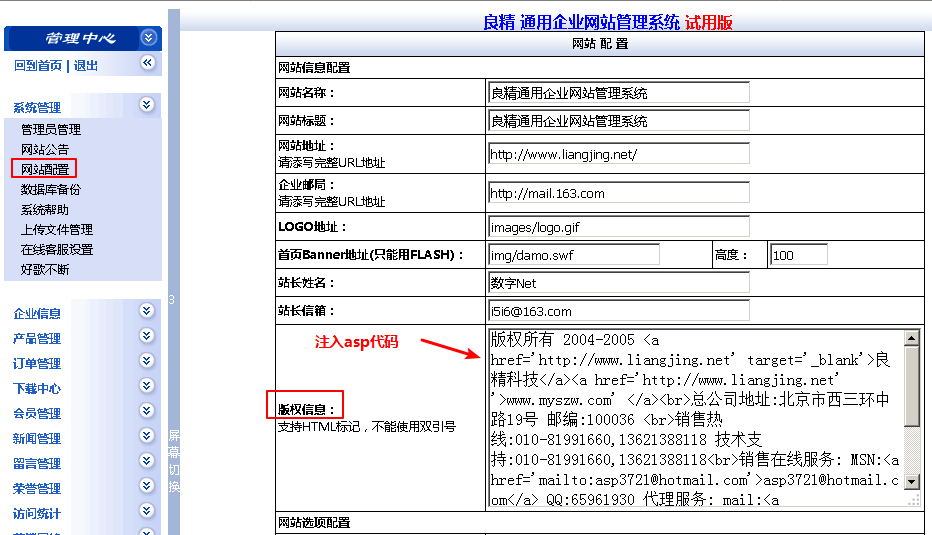 良精 通用企业网站管理系统 试用版
管理中心
回到首页 | 退出
系统管理
管理员管理
网站公告
网站配置
数据库备份
系统帮助
上传文件管理
在线客服设置
好歌不断
企业信息
产品管理
订单管理
下载中心
会员管理
新闻管理
留言管理
荣誉管理
访问统计
3
屏
幕
切
换
网 站 配 置
网站信息配置
网站名称：
良精通用企业网站管理系统
网站标题：
良精通用企业网站管理系统
网站地址：
请添写完整URL地址
http://www.liangjing.net/
企业邮局：
请添写完整URL地址
http://mail.163.com
LOGO地址：
images/logo.gif
首页Banner地址(只能用FLASH)：
img/damo.swf
高度：
100
站长姓名：
数字Net
站长信箱：
i5i6@163.com
注入asp代码
版权信息：
支持HTML标记，不能使用双引号
版权所有 2004-2005 <a
href='http://www.liangjing.net' target='_blank'>良
精科技</a><a href='http://www.liangjing.net'
'>www.myszw.com' </a><br>总公司地址:北京市西三环中
路19号 邮编:100036 <br>销售热
线:010-81991660,13621388118 技术支
持:010-81991660,13621388118<br>销售在线服务: MSN:<a
href='mailto:asp3721@hotmail.com'>asp3721@hotmail.c
om</a> QQ:65961930 代理服务: mail:<a
网站选项配置